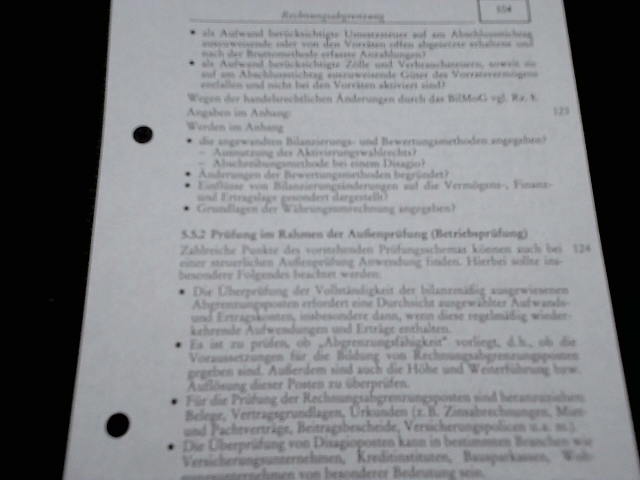 Rechnungsabgrenzung
104
• als Aufwand berücksichtigte Umsatzsteuer auf am Abschlussstichtag
auszuweisende oder von den Vorräten offen abgesetzte erhaltene und
nach der Bruttomethode erfasste Anzahlungen?
• als Aufwand berücksichtigte Zölle und Verbrauchsteuern, soweit sie
auf am Abschlussstichtag auszuweisende Güter des Vorratsvermögens
entfallen und nicht bei den Vorräten aktiviert sind?
Wegen der handelsrechtlichen Änderungen durch das BilMoG vgl. Rz.
Angaben im Anhang: 123
Werden im Anhang
• die angewandten Bilanzierungs- und Bewertungsmethoden angegeben?
– Ausnutzung des Aktivierungswahlrechts?
– Abschreibungsmethode bei einem Disagio?
• Änderungen der Bewertungsmethoden begründet?
• Einflüsse von Bilanzierungsänderungen auf die Vermögens-, Finanz-
und Ertragslage gesondert dargestellt?
• Grundlagen der Währungsumrechnung angegeben?
5.5.2 Prüfung im Rahmen der Außenprüfung (Betriebsprüfung)
Zahlreiche Punkte des vorstehenden Prüfungsschemas können auch bei 124
einer steuerlichen Außenprüfung Anwendung finden. Hierbei sollte ins-
besondere Folgendes beachtet werden:
• Die Überprüfung der Vollständigkeit der bilanzmäßig ausgewiesenen
Abgrenzungsposten erfordert eine Durchsicht ausgewählter Aufwands-
und Ertragskonten, insbesondere dann, wenn diese regelmäßig wieder-
kehrende Aufwendungen und Erträge enthalten.
• Es ist zu prüfen, ob „Abgrenzungsfähigkeit" vorliegt, d.h., ob die
Voraussetzungen für die Bildung von Rechnungsabgrenzungsposten
gegeben sind. Außerdem sind auch die Höhe und Weiterführung bzw.
Auflösung dieser Posten zu überprüfen.
• Für die Prüfung der Rechnungsabgrenzungsposten sind heranzuziehen:
Belege, Vertragsgrundlagen, Urkunden (z.B. Zinsabrechnungen, Miet-
und Pachtverträge, Beitragsbescheide, Versicherungspolicen u.a. m.).
• Die Überprüfung von Disagioposten kann in bestimmten Branchen wie
Versicherungsunternehmen, Kreditinstituten, Bausparkassen, Woh-
nungsunternehmen von besonderer Bedeutung sein.